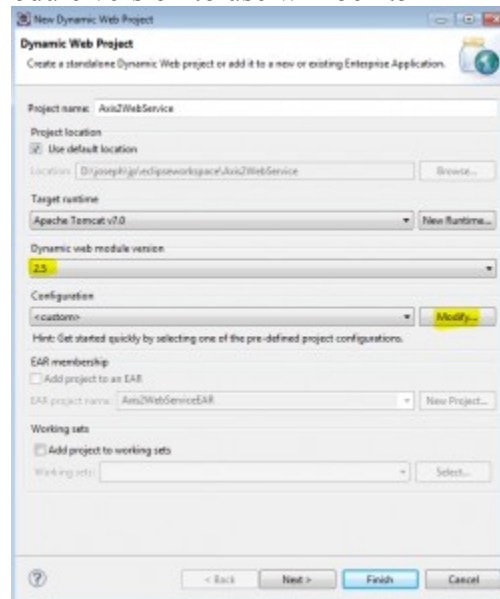 New Dynamic Web Project
Dynamic Web Project
Create a standalone Dynamic Web project or add it to a new or existing Enterprise Application.
Project name: Axis2WebService
Project location
Use default location
Location: D:\joseph\jp\eclipseworkspace\Axis2WebService Browse...
Target runtime
Apache Tomcat v7.0 New Runtime...
Dynamic web module version
2.5
Configuration
<custom> Modify...
Hint: Get started quickly by selecting one of the pre-defined project configurations.
EAR membership
Add project to an EAR
EAR project name: Axis2WebServiceEAR New Project...
Working sets
Add project to working sets
Working sets: Select...
< Back Next > Finish Cancel